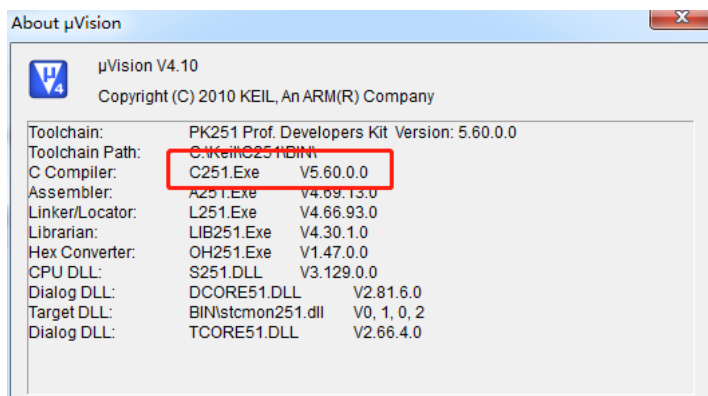 About µVision
µVision V4.10
Copyright (C) 2010 KEIL, An ARM(R) Company
Toolchain: PK251 Prof. Developers Kit Version: 5.60.0.0
Toolchain Path: C:\Keil\C251\BIN\
C Compiler: C251.Exe V5.60.0.0
Assembler: A251.Exe V4.69.13.0
Linker/Locator: L251.Exe V4.66.93.0
Librarian: LIB251.Exe V4.30.1.0
Hex Converter: OH251.Exe V1.47.0.0
CPU DLL: S251.DLL V3.129.0.0
Dialog DLL: DCORE51.DLL V2.81.6.0
Target DLL: BIN\stcmon251.dll V0, 1, 0, 2
Dialog DLL: TCORE51.DLL V2.66.4.0